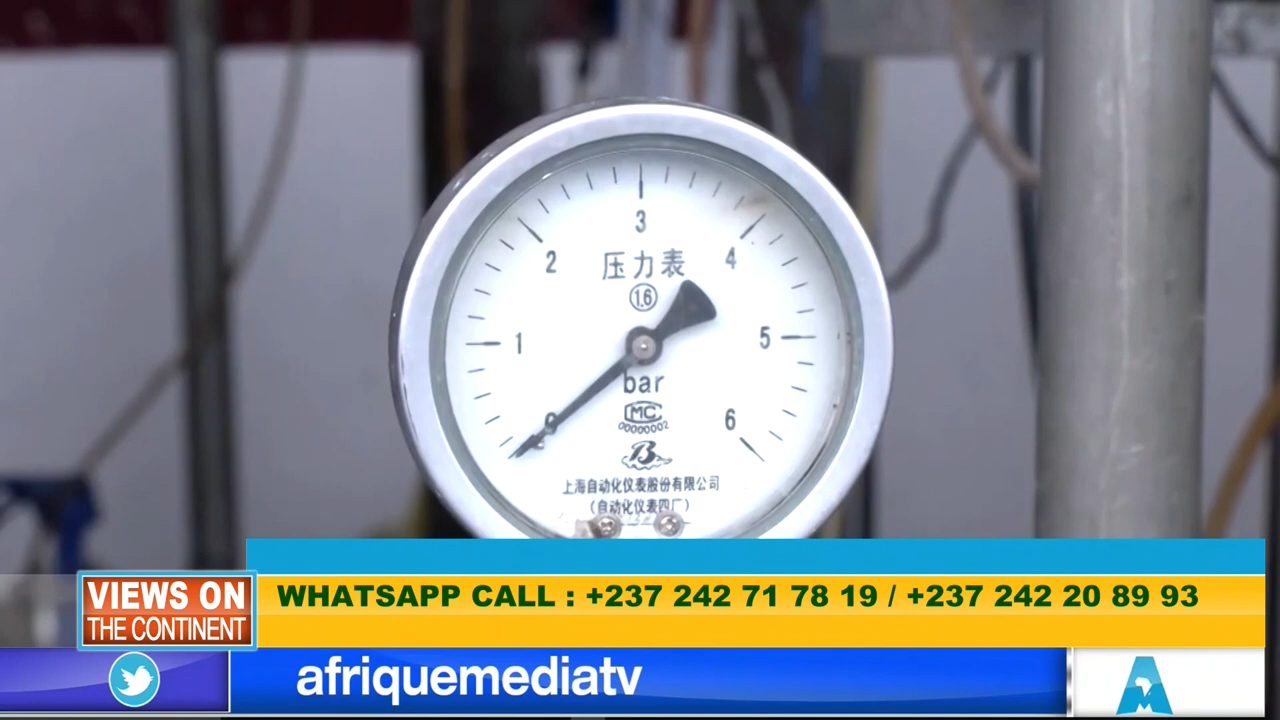 3
2
4
压力表
1.6
1
5
bar
0
6
MC
00000002
上海自动化仪表股份有限公司
(自动化仪表四厂)
VIEWS ON
THE CONTINENT
WHATSAPP CALL : +237 242 71 78 19 / +237 242 20 89 93
afriquemediatv